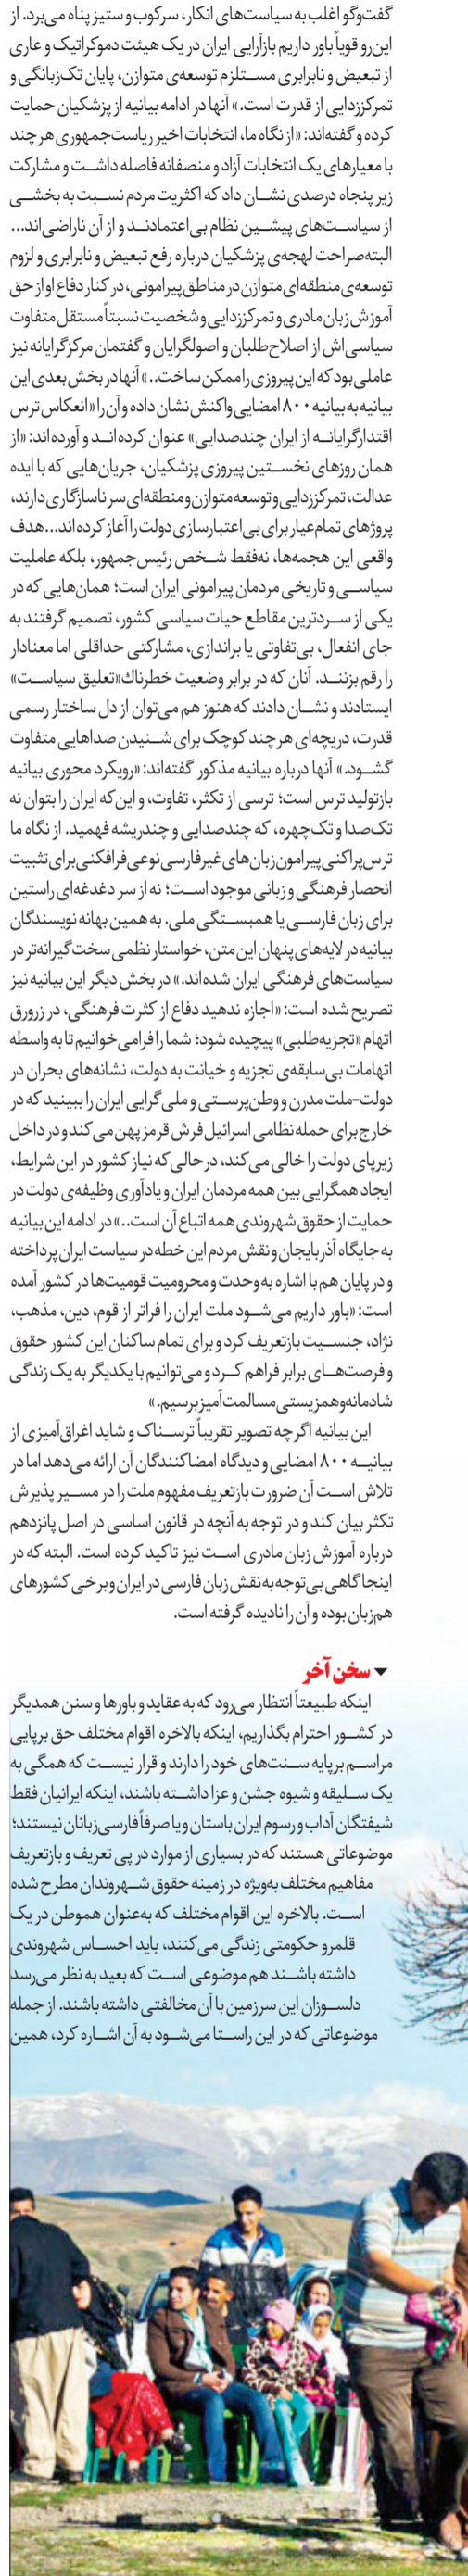 گفت‌وگو اغلب به سیاست‌های انکار، سرکوب و ستیز پناه می‌برد. از
این‌رو قویاً باور داریم بازآرایی ایران در یک هیئت دموکراتیک و عاری
از تبعیض و نابرابری مستلزم توسعه‌ی متوازن، پایان تک‌زبانگی و
تمرکززدایی از قدرت است.» آنها در ادامه بیانیه از پزشکیان حمایت
کرده و گفته‌اند: «از نگاه ما، انتخابات اخیر ریاست‌جمهوری هر چند
با معیارهای یک انتخابات آزاد و منصفانه فاصله داشت و مشارکت
زیر پنجاه درصدی نشان داد که اکثریت مردم نسبت به بخشی
از سیاست‌های پیشین نظام بی‌اعتمادند و از آن ناراضی‌اند...
البته صراحت لهجه‌ی پزشکیان درباره رفع تبعیض و نابرابری و لزوم
توسعه‌ی منطقه‌ای متوازن در مناطق پیرامونی، در کنار دفاع او از حق
آموزش زبان مادری و تمرکززدایی و شخصیت نسبتاً مستقل متفاوت
سیاسی‌اش از اصلاح‌طلبان و اصولگرایان و گفتمان مرکزگرایانه نیز
عاملی بود که این پیروزی را ممکن ساخت..» آنها در بخش بعدی این
بیانیه به بیانیه ۸۰۰ امضایی واکنش نشان داده و آن را «انعکاس ترس
اقتدارگرایانه از ایران چندصدایی» عنوان کرده‌اند و آورده‌اند: «از
همان روزهای نخستین پیروزی پزشکیان، جریان‌هایی که با ایده
عدالت، تمرکززدایی و توسعه متوازن و منطقه‌ای سر ناسازگاری دارند،
پروژهای تمام‌عیار برای بی‌اعتبارسازی دولت را آغاز کرده‌اند... هدف
واقعی این هجمه‌ها، نه‌فقط شخص رئیس‌جمهور، بلکه عاملیت
سیاسی و تاریخی مردمان پیرامونی ایران است؛ همان‌هایی که در
یکی از سردترین مقاطع حیات سیاسی کشور، تصمیم گرفتند به
جای انفعال، بی‌تفاوتی یا براندازی، مشارکتی حداقلی اما معنادار
را رقم بزنند. آنان که در برابر وضعیت خطرناك «تعلیق سیاست»
ایستادند و نشان دادند که هنوز هم می‌توان از دل ساختار رسمی
قدرت، دریچه‌ای هر چند کوچک برای شنیدن صداهایی متفاوت
گشود.» آنها درباره بیانیه مذکور گفته‌اند: «رویکرد محوری بیانیه
بازتولید ترس است؛ ترسی از تکثر، تفاوت، و این‌که ایران را بتوان نه
تک‌صدا و تک‌چهره، که چندصدایی و چندریشه فهمید. از نگاه ما
ترس‌پراکنی پیرامون زبان‌های غیرفارسی نوعی فرافکنی برای تثبیت
انحصار فرهنگی و زبانی موجود است؛ نه از سر دغدغه‌ای راستین
برای زبان فارسی یا همبستگی ملی. به همین بهانه نویسندگان
بیانیه در لایه‌های پنهان این متن، خواستار نظمی سخت‌گیرانه‌تر در
سیاست‌های فرهنگی ایران شده‌اند.» در بخش دیگر این بیانیه نیز
تصریح شده است: «اجازه ندهید دفاع از کثرت فرهنگی، در زرورق
اتهام «تجزیه‌طلبی» پیچیده شود؛ شما را فرامی‌خوانیم تا به واسطه
اتهامات بی‌سابقه‌ی تجزیه و خیانت به دولت، نشانه‌های بحران در
دولت-ملت مدرن و وطن‌پرستی و ملی‌گرایی ایران را ببینید که در
خارج برای حمله نظامی اسرائیل فرش قرمز پهن می‌کند و در داخل
زیر پای دولت را خالی می‌کند، در حالی که نیاز کشور در این شرایط،
ایجاد همگرایی بین همه مردمان ایران و یادآوری وظیفه‌ی دولت در
حمایت از حقوق شهروندی همه اتباع آن است..» در ادامه این بیانیه
به جایگاه آذربایجان و نقش مردم این خطه در سیاست ایران پرداخته
و در پایان هم با اشاره به وحدت و محرومیت قومیت‌ها در کشور آمده
است: «باور داریم می‌شود ملت ایران را فراتر از قوم، دین، مذهب،
نژاد، جنسیت بازتعریف کرد و برای تمام ساکنان این کشور حقوق
و فرصت‌های برابر فراهم کرد و می‌توانیم با یکدیگر به یک زندگی
شادمانه و همزیستی مسالمت‌آمیز برسیم.»
این بیانیه اگرچه تصویر تقریباً ترسناک و شاید اغراق‌آمیزی از
بیانیه ۸۰۰ امضایی و دیدگاه امضاکنندگان آن ارائه می‌دهد اما در
تلاش است آن ضرورت بازتعریف مفهوم ملت را در مسیر پذیرش
تکثر بیان کند و در توجه به آنچه در قانون اساسی در اصل پانزدهم
درباره آموزش زبان مادری است نیز تاکید کرده است. البته که در
اینجا گاهی بی‌توجه به نقش زبان فارسی در ایران و برخی کشورهای
هم‌زبان بوده و آن را نادیده گرفته است.
سخن آخر
اینکه طبیعتاً انتظار می‌رود که به عقاید و باورها و سنن همدیگر
در کشور احترام بگذاریم، اینکه بالاخره اقوام مختلف حق برپایی
مراسم برپایه سنت‌های خود را دارند و قرار نیست که همگی به
یک سلیقه و شیوه جشن و عزا داشته باشند، اینکه ایرانیان فقط
شیفتگان آداب و رسوم ایران باستان و یا صرفاً فارسی‌زبانان نیستند؛
موضوعاتی هستند که در بسیاری از موارد در پی تعریف و بازتعریف
مفاهیم مختلف به‌ویژه در زمینه حقوق شهروندان مطرح شده
است. بالاخره این اقوام مختلف که به‌عنوان هموطن در یک
قلمرو حکومتی زندگی می‌کنند، باید احساس شهروندی
داشته باشند هم موضوعی است که بعید به نظر می‌رسد
دلسوزان این سرزمین با آن مخالفتی داشته باشند. از جمله
موضوعاتی که در این راستا می‌شود به آن اشاره کرد، همین